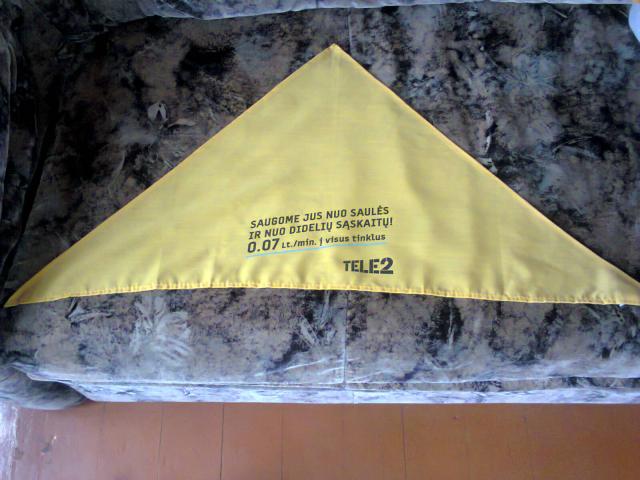 SAUGOME JUS NUO SAULĖS
IR NUO DIDELIŲ SĄSKAITŲ!
0.07 Lt./min. į visus tinklus
TELE2